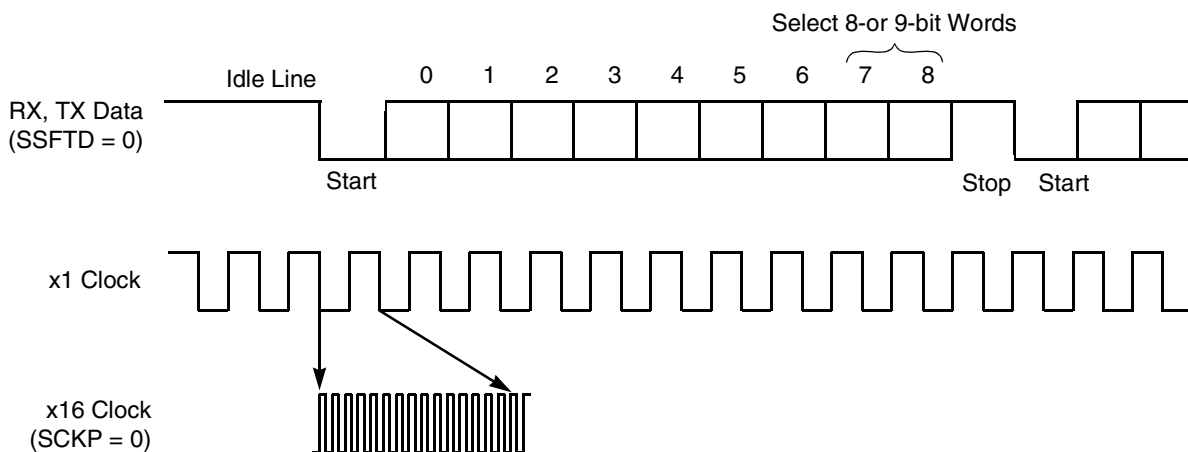 Select 8-or 9-bit Words
Idle Line 0 1 2 3 4 5 6 7 8
RX, TX Data
(SSFTD = 0)
Start Stop Start
x1 Clock
x16 Clock
(SCKP = 0)